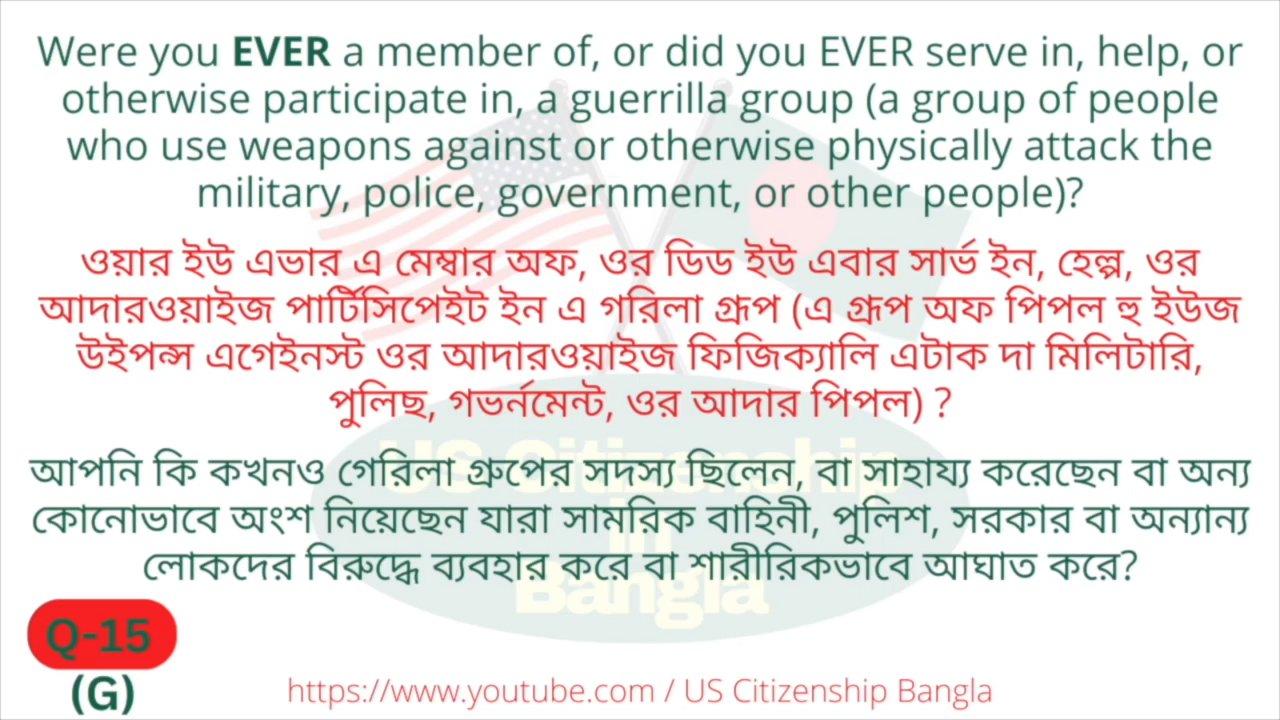 Were you EVER a member of, or did you EVER serve in, help, or
otherwise participate in, a guerrilla group (a group of people
who use weapons against or otherwise physically attack the
military, police, government, or other people)?
ওয়ার ইউ এভার এ মেম্বার অফ, ওর ডিড ইউ এবার সার্ভ ইন, হেল্প, ওর
আদারওয়াইজ পার্টিসিপেইট ইন এ গরিলা গ্রূপ (এ গ্রূপ অফ পিপল হু ইউজ
উইপন্স এগেইনস্ট ওর আদারওয়াইজ ফিজিক্যালি এটাক দা মিলিটারি,
পুলিছ, গভর্নমেন্ট, ওর আদার পিপল) ?
আপনি কি কখনও গেরিলা গ্রুপের সদস্য ছিলেন, বা সাহায্য করেছেন বা অন্য
কোনোভাবে অংশ নিয়েছেন যারা সামরিক বাহিনী, পুলিশ, সরকার বা অন্যান্য
লোকদের বিরুদ্ধে ব্যবহার করে বা শারীরিকভাবে আঘাত করে?
US Citizenship
in
Bangla
Q-15
(G)
https://www.youtube.com / US Citizenship Bangla